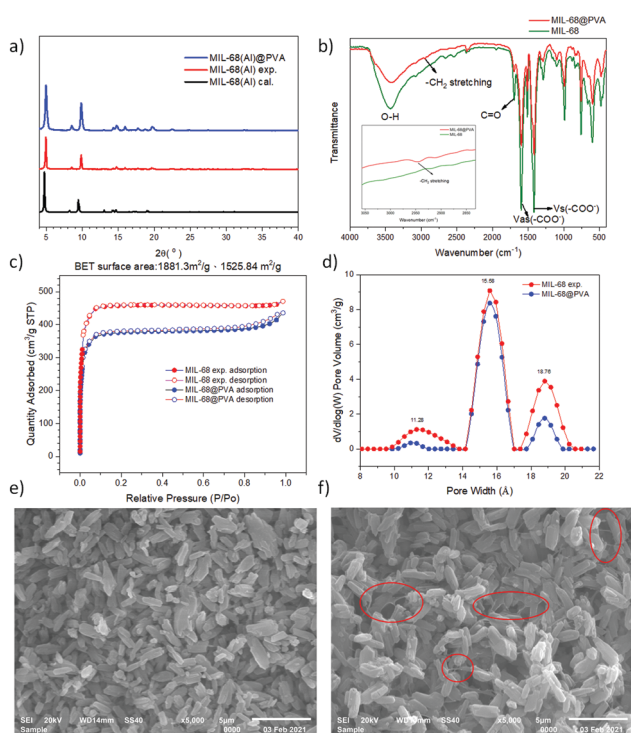 a)
MIL-68(Al)@PVA
MIL-68(Al) exp.
MIL-68(Al) cal.
5 10 15 20 25 30 35 40
2θ(°)
b)
MIL-68@PVA
MIL-68
Transmittance
-CH2 stretching
O-H
C=O
MIL-68@PVA
MIL-68
-CH2 stretching
Wavenumber (cm-1)
Vs(-COO-)
Vas(-COO-)
4000 3500 3000 2500 2000 1500 1000 500
Wavenumber (cm-1)
c)
BET surface area:1881.3m2/g、1525.84 m2/g
Quantity Adsorbed (cm3/g STP)
500
400
300
200
100
0
MIL-68 exp. adsorption
MIL-68 exp. desorption
MIL-68@PVA adsorption
MIL-68@PVA desorption
0.0 0.2 0.4 0.6 0.8 1.0
Relative Pressure (P/Po)
d)
dV/dlog(W) Pore Volume (cm3/g)
10
8
6
4
2
0
MIL-68 exp.
MIL-68@PVA
15.59
18.76
11.28
8 10 12 14 16 18 20 22
Pore Width (Å)
e)
SEI 20kV WD14mm SS40 x5,000 5μm
Sample 0000 03 Feb 2021
f)
SEI 20kV WD14mm SS40 x5,000 5μm
Sample 0000 03 Feb 2021